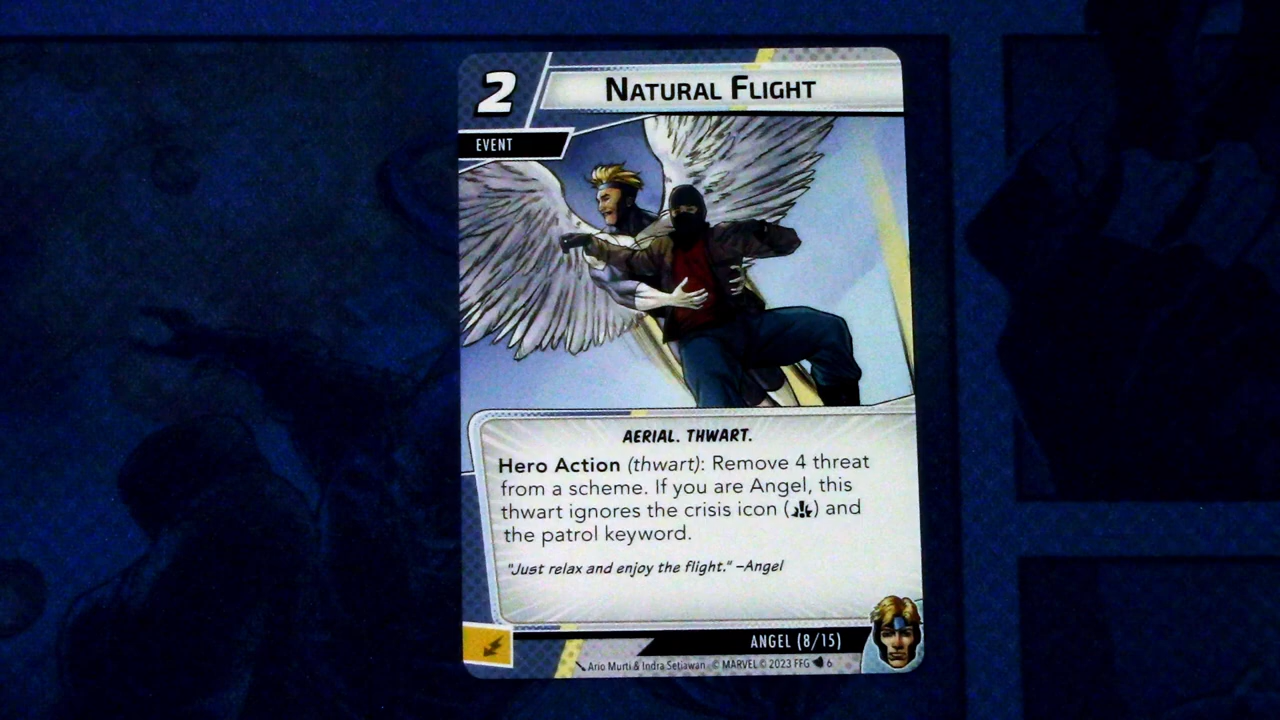 2
NATURAL FLIGHT
EVENT
AERIAL. THWART.
Hero Action (thwart): Remove 4 threat
from a scheme. If you are Angel, this
thwart ignores the crisis icon () and
the patrol keyword.
"Just relax and enjoy the flight." –Angel
ANGEL (8/15)
Ario Murti & Indra Setiawan © MARVEL © 2023 FFG 6